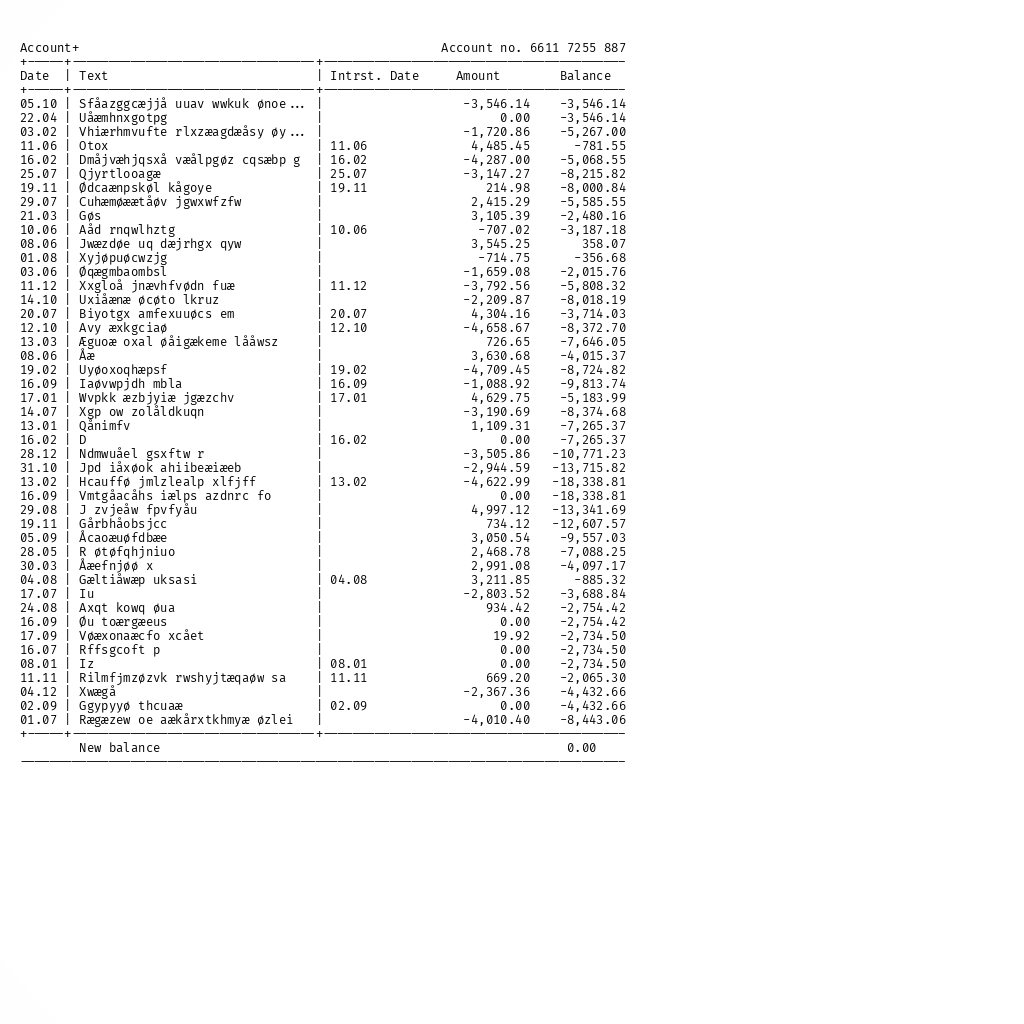 Account+ Account no. 6611 7255 887
Date | Text | Intrst. Date Amount Balance
05.10 | Sfåazggcæjjå uuav wwkuk ønoe... | -3,546.14 -3,546.14
22.04 | Uåæmhnxgotpg | 0.00 -3,546.14
03.02 | Vhiærhmvufte rlxzæagdæåsy øy... | -1,720.86 -5,267.00
11.06 | Otox | 11.06 4,485.45 -781.55
16.02 | Dmåjvæhjqsxå væålpgøz cqsæbp g | 16.02 -4,287.00 -5,068.55
25.07 | Qjyrtlooagæ | 25.07 -3,147.27 -8,215.82
19.11 | Ødcaænpskøl kågoye | 19.11 214.98 -8,000.84
29.07 | Cuhæmøæætåøv jgwxwfzfw | 2,415.29 -5,585.55
21.03 | Gøs | 3,105.39 -2,480.16
10.06 | Aåd rnqwlhztg | 10.06 -707.02 -3,187.18
08.06 | Jwæzdøe uq dæjrhgx qyw | 3,545.25 358.07
01.08 | Xyjøpuøcwzjg | -714.75 -356.68
03.06 | Øqægmbaombsl | -1,659.08 -2,015.76
11.12 | Xxgloå jnævhfvødn fuæ | 11.12 -3,792.56 -5,808.32
14.10 | Uxiåænæ øcøto lkruz | -2,209.87 -8,018.19
20.07 | Biyotgx amfexuuøcs em | 20.07 4,304.16 -3,714.03
12.10 | Avy æxkgciaø | 12.10 -4,658.67 -8,372.70
13.03 | Æguoæ oxal øåigækeme lååwsz | 726.65 -7,646.05
08.06 | Åæ | 3,630.68 -4,015.37
19.02 | Uyøoxoqhæpsf | 19.02 -4,709.45 -8,724.82
16.09 | Iaøvwpjdh mbla | 16.09 -1,088.92 -9,813.74
17.01 | Wvpkk æzbjyiæ jgæzchv | 17.01 4,629.75 -5,183.99
14.07 | Xgp ow zolåldkuqn | -3,190.69 -8,374.68
13.01 | Qånimfv | 1,109.31 -7,265.37
16.02 | D | 16.02 0.00 -7,265.37
28.12 | Ndmwuåel gsxftw r | -3,505.86 -10,771.23
31.10 | Jpd iåxøok ahiibeæiæeb | -2,944.59 -13,715.82
13.02 | Hcauffø jmlzlealp xlfjff | 13.02 -4,622.99 -18,338.81
16.09 | Vmtgåacåhs iælps azdnrc fo | 0.00 -18,338.81
29.08 | J zvjeåw fpvfyåu | 4,997.12 -13,341.69
19.11 | Gårbhåobsjcc | 734.12 -12,607.57
05.09 | Åcaoæuøfdbæe | 3,050.54 -9,557.03
28.05 | R øtøfqhjniuo | 2,468.78 -7,088.25
30.03 | Åæefnjøø x | 2,991.08 -4,097.17
04.08 | Gæltiåwæp uksasi | 04.08 3,211.85 -885.32
17.07 | Iu | -2,803.52 -3,688.84
24.08 | Axqt kowq øua | 934.42 -2,754.42
16.09 | Øu toærgæeus | 0.00 -2,754.42
17.09 | Vøæxonaæcfo xcået | 19.92 -2,734.50
16.07 | Rffsgcoft p | 0.00 -2,734.50
08.01 | Iz | 08.01 0.00 -2,734.50
11.11 | Rilmfjmzøzvk rwshyjtæqaøw sa | 11.11 669.20 -2,065.30
04.12 | Xwægå | -2,367.36 -4,432.66
02.09 | Ggypyyø thcuaæ | 02.09 0.00 -4,432.66
01.07 | Rægæzew oe aækårxtkhmyæ øzlei | -4,010.40 -8,443.06
New balance 0.00